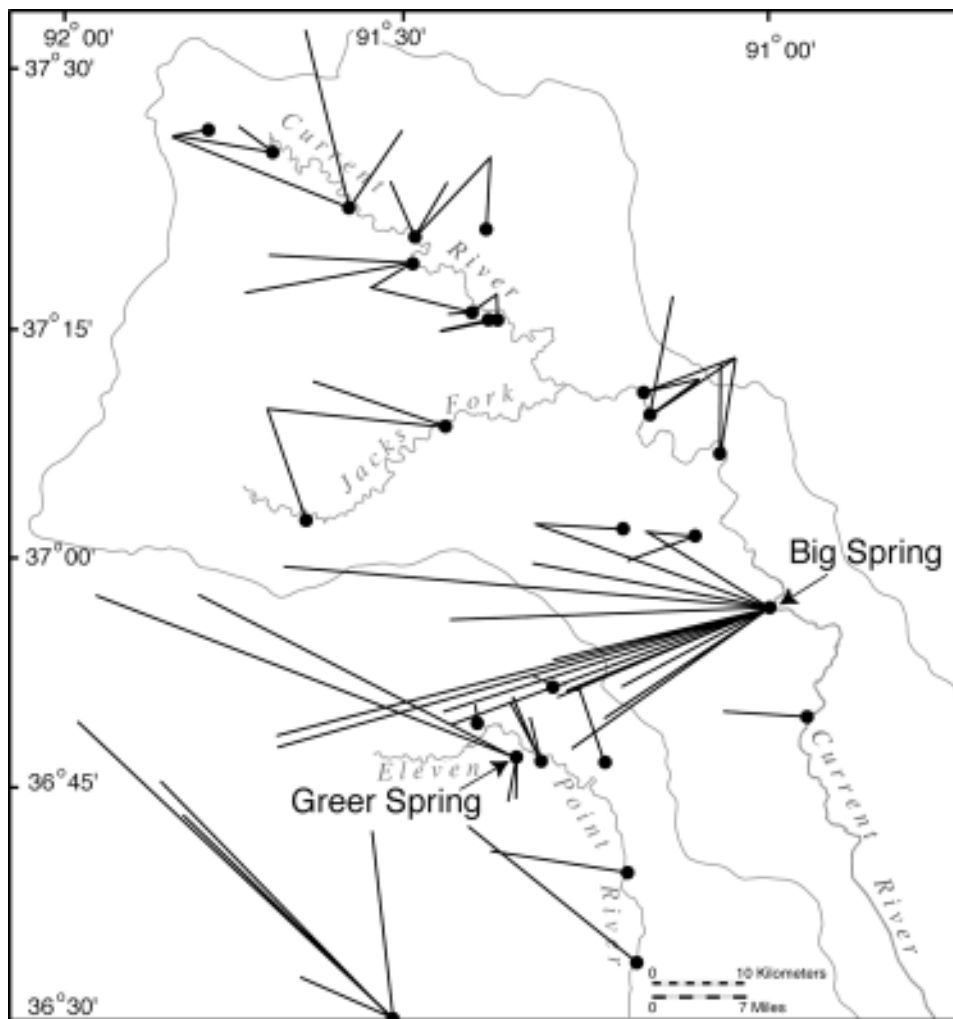 92° 00'
91° 30'
91° 00'
37° 30'
Current
River
37° 15'
Fork
Jacks
37° 00'
Big Spring
36° 45'
Eleven
Greer Spring
Point
River
Current
River
0 10 Kilometers
0 7 Miles
36° 30'